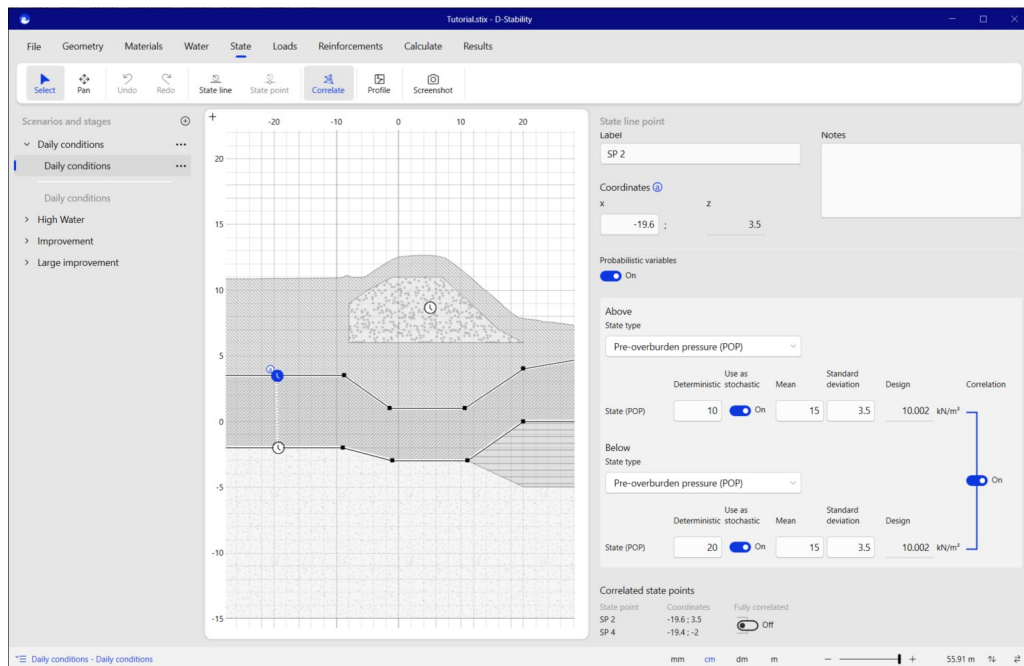 Tutorial.stix - D-Stability
File Geometry Materials Water State Loads Reinforcements Calculate Results
Select Pan Undo Redo State line State point Correlate Profile Screenshot
Scenarios and stages
Daily conditions
Daily conditions
Daily conditions
High Water
Improvement
Large improvement
-20 -10 0 10 20
20
15
10
5
0
-5
-10
-15
a
State line point
Label Notes
SP 2
Coordinates a
x z
-19.6 ; 3.5
Probabilistic variables
On
Above
State type
Pre-overburden pressure (POP)
Deterministic Use as stochastic Mean Standard deviation Design Correlation
State (POP) 10 On 15 3.5 10.002 kN/m²
Below
State type
Pre-overburden pressure (POP)
On
Deterministic Use as stochastic Mean Standard deviation Design
State (POP) 20 On 15 3.5 10.002 kN/m²
Correlated state points
State point Coordinates Fully correlated
SP 2 -19.6 ; 3.5 Off
SP 4 -19.4 ; -2
Daily conditions - Daily conditions mm cm dm m 55.91 m